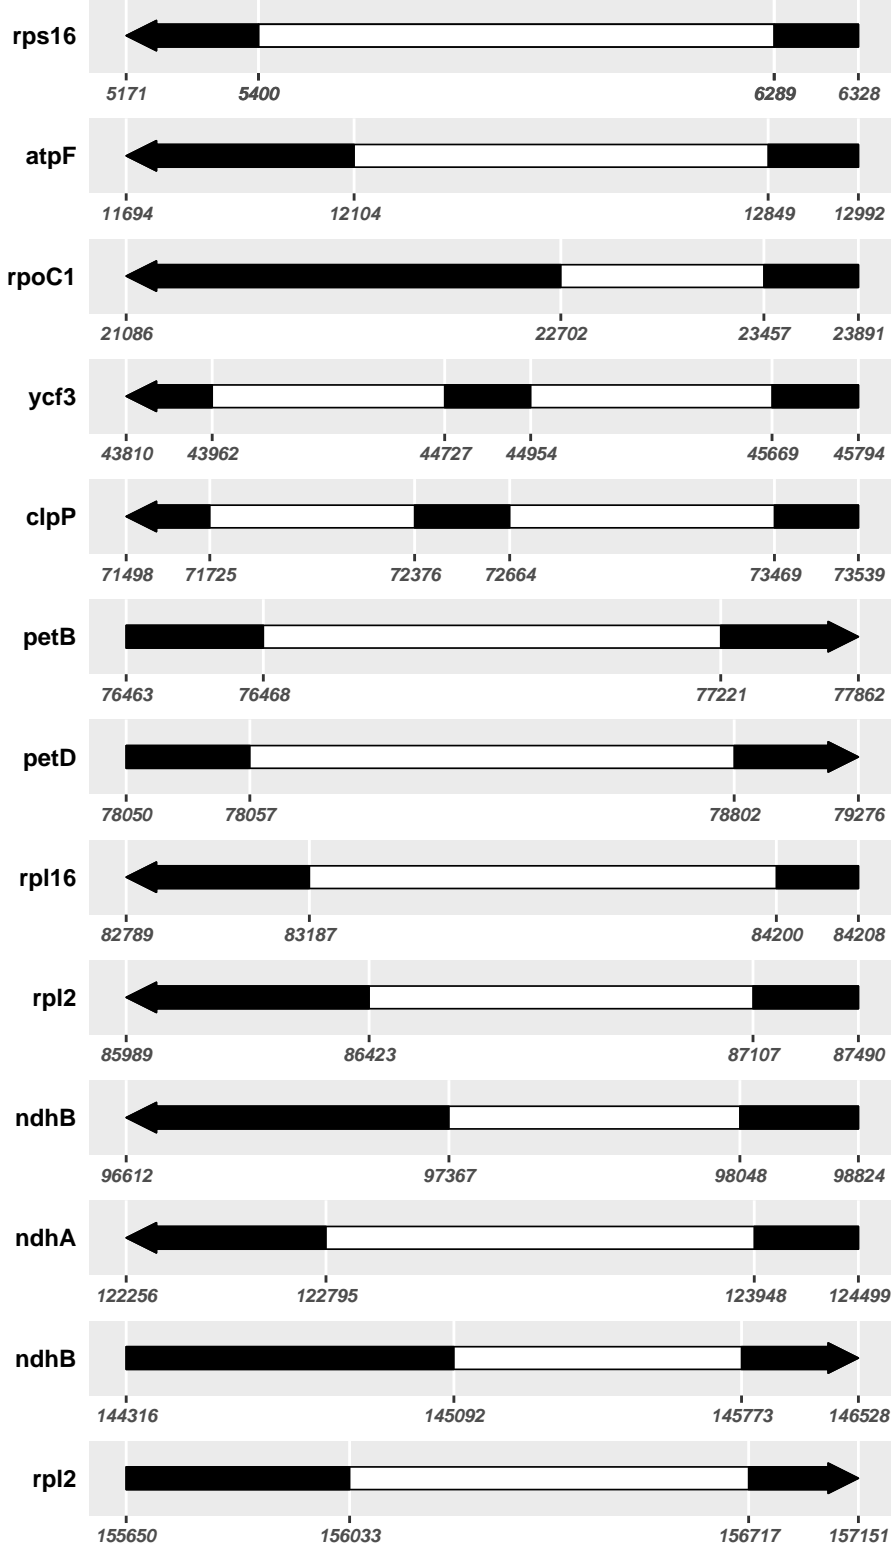 rps16
5171 5400 6289 6328
atpF
11694 12104 12849 12992
rpoC1
21086 22702 23457 23891
ycf3
43810 43962 44727 44954 45669 45794
clpP
71498 71725 72376 72664 73469 73539
petB
76463 76468 77221 77862
petD
78050 78057 78802 79276
rpl16
82789 83187 84200 84208
rpl2
85989 86423 87107 87490
ndhB
96612 97367 98048 98824
ndhA
122256 122795 123948 124499
ndhB
144316 145092 145773 146528
rpl2
155650 156033 156717 157151